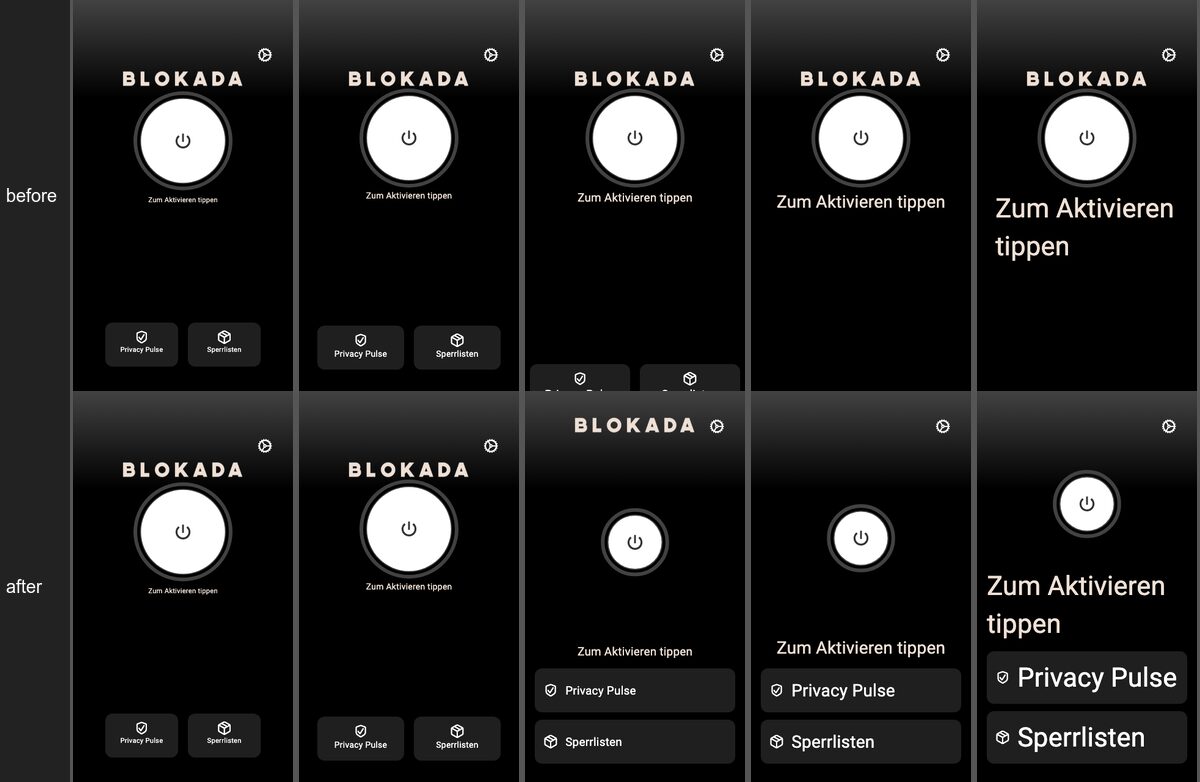 BLOKADA
BLOKADA
BLOKADA
BLOKADA
BLOKADA
before
Zum Aktivieren tippen
Zum Aktivieren tippen
Zum Aktivieren tippen
Zum Aktivieren tippen
Zum Aktivieren
tippen
Privacy Pulse
Sperrlisten
Privacy Pulse
Sperrlisten
BLOKADA
BLOKADA
BLOKADA
after
Zum Aktivieren tippen
Zum Aktivieren tippen
Zum Aktivieren tippen
Zum Aktivieren tippen
Zum Aktivieren
tippen
Privacy Pulse
Sperrlisten
Privacy Pulse
Sperrlisten
Privacy Pulse
Sperrlisten
Privacy Pulse
Sperrlisten
Privacy Pulse
Sperrlisten